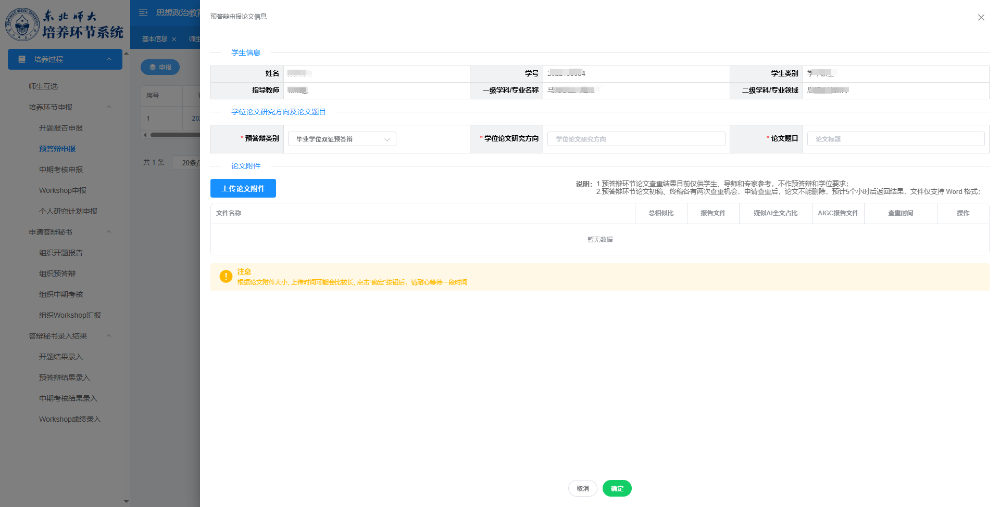 NORTHEAST NORMAL UNIVERSITY
东北师大
培养环节系统
培养过程
师生互选
培养环节申报
开题报告申报
预答辩申报
中期考核申报
Workshop申报
个人研究计划申报
申请答辩秘书
组织开题报告
组织预答辩
组织中期考核
组织Workshop汇报
答辩秘书录入结果
开题结果录入
预答辩结果录入
中期考核结果录入
Workshop成绩录入
思想政治教育
基本信息 × 师生
申报
序号
1 202
共 1 条 20条/
预答辩申报论文信息
学生信息
姓名 学号 学生类别
指导教师 一级学科/专业名称 马 二级学科/专业领域
学位论文研究方向及论文题目
* 预答辩类别 毕业学位双证预答辩 * 学位论文研究方向 学位论文研究方向 * 论文题目 论文标题
论文附件
上传论文附件
说明：1.预答辩环节论文查重结果目前仅供学生、导师和专家参考，不作预答辩和学位要求；
2.预答辩环节论文初稿、终稿各有两次查重机会，申请查重后，论文不能删除，预计5个小时后返回结果，文件仅支持 Word 格式；
文件名称 总相似比 报告文件 疑似AI全文占比 AIGC报告文件 查重时间 操作
暂无数据
注意
根据论文附件大小, 上传时间可能会比较长, 点击“确定”按钮后，请耐心等待一段时间
取消 确定